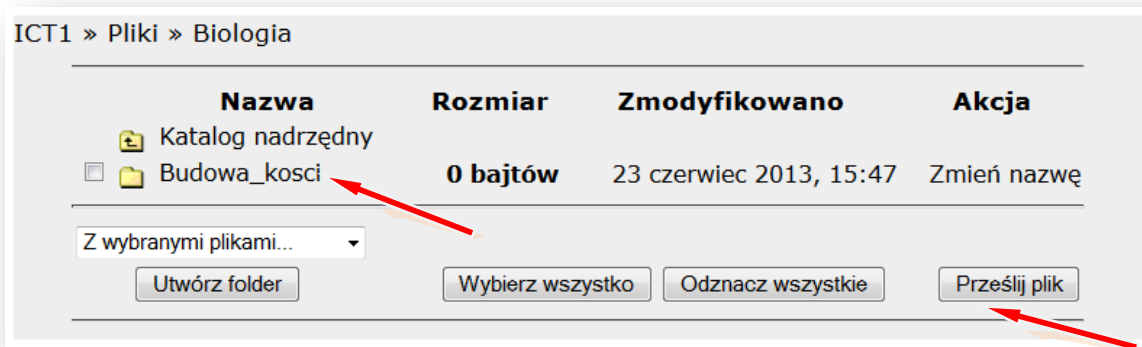 ICT1 » Pliki » Biologia
Nazwa Rozmiar Zmodyfikowano Akcja
Katalog nadrzędny
Budowa_kosci 0 bajtów 23 czerwiec 2013, 15:47 Zmień nazwę
Z wybranymi plikami...
Utwórz folder Wybierz wszystko Odznacz wszystkie Prześlij plik